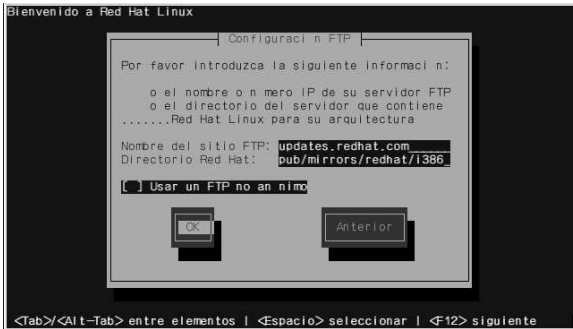 Bienvenido a Red Hat Linux
Configuraci n FTP
Por favor introduzca la siguiente informaci n:
o el nombre o n mero IP de su servidor FTP
o el directorio del servidor que contiene
.......Red Hat Linux para su arquitectura
Nombre del sitio FTP: updates.redhat.com______
Directorio Red Hat: pub/mirrors/redhat/i386_
[ ] Usar un FTP no an nimo
OK Anterior
<Tab>/<Alt-Tab> entre elementos | <Espacio> seleccionar | <F12> siguiente